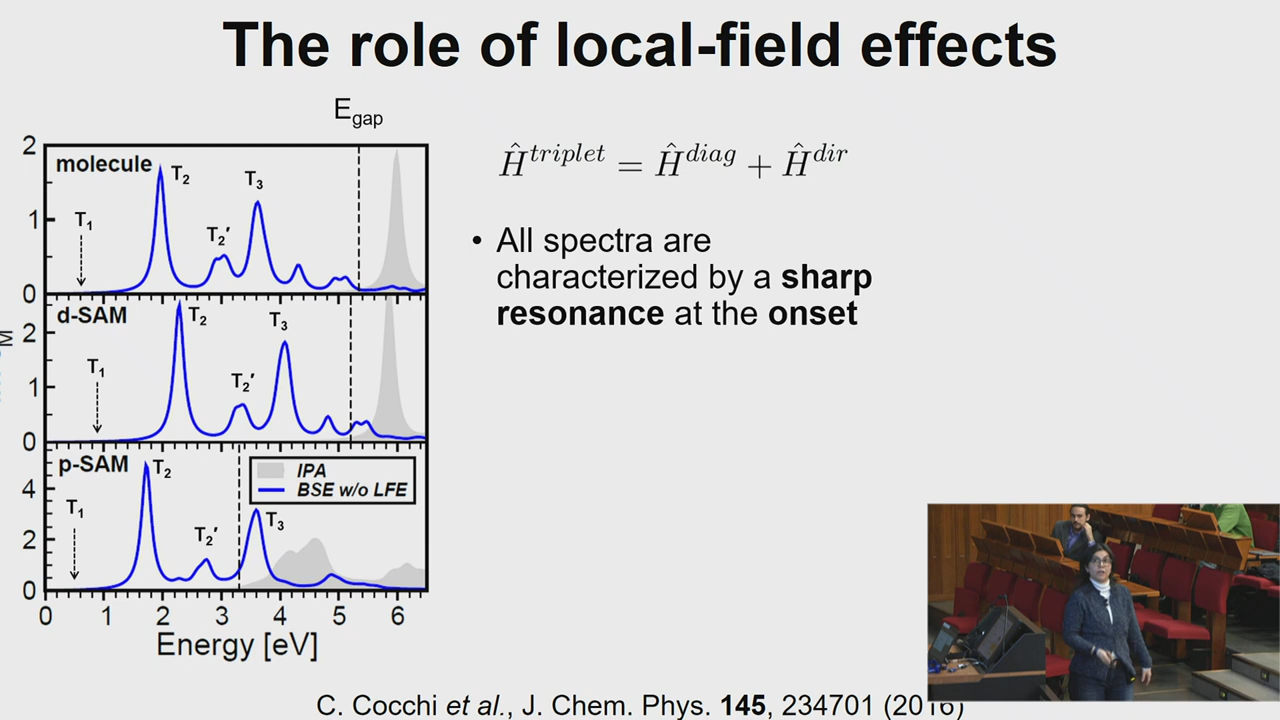 The role of local-field effects
E_gap
2
molecule
T₂
T₃
T₁
1
T₂′
0
d-SAM
T₂
T₃
2
T₁
T₂′
1
0
p-SAM
T₂
IPA
BSE w/o LFE
4
T₁
T₃
T₂′
2
0
0 1 2 3 4 5 6
Energy [eV]
Ĥ^triplet = Ĥ^diag + Ĥ^dir
• All spectra are
characterized by a sharp
resonance at the onset
C. Cocchi et al., J. Chem. Phys. 145, 234701 (2016)